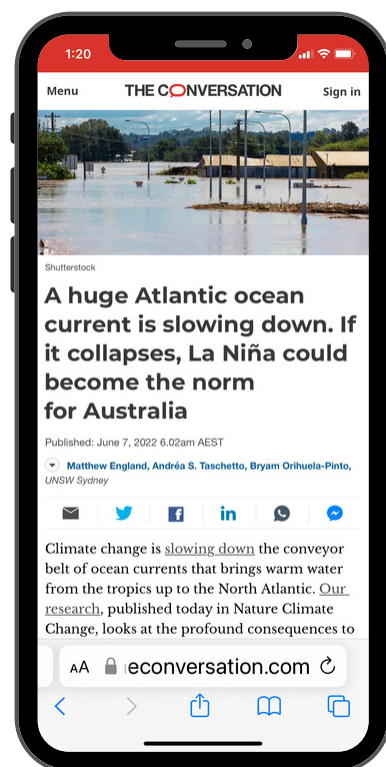 1:20
Menu
THE CONVERSATION
Sign in
Shutterstock
A huge Atlantic ocean
current is slowing down. If
it collapses, La Niña could
become the norm
for Australia
Published: June 7, 2022 6.02am AEST
Matthew England, Andréa S. Taschetto, Bryam Orihuela-Pinto,
UNSW Sydney
Climate change is slowing down the conveyor
belt of ocean currents that brings warm water
from the tropics up to the North Atlantic. Our
research, published today in Nature Climate
Change, looks at the profound consequences to
AA
econversation.com